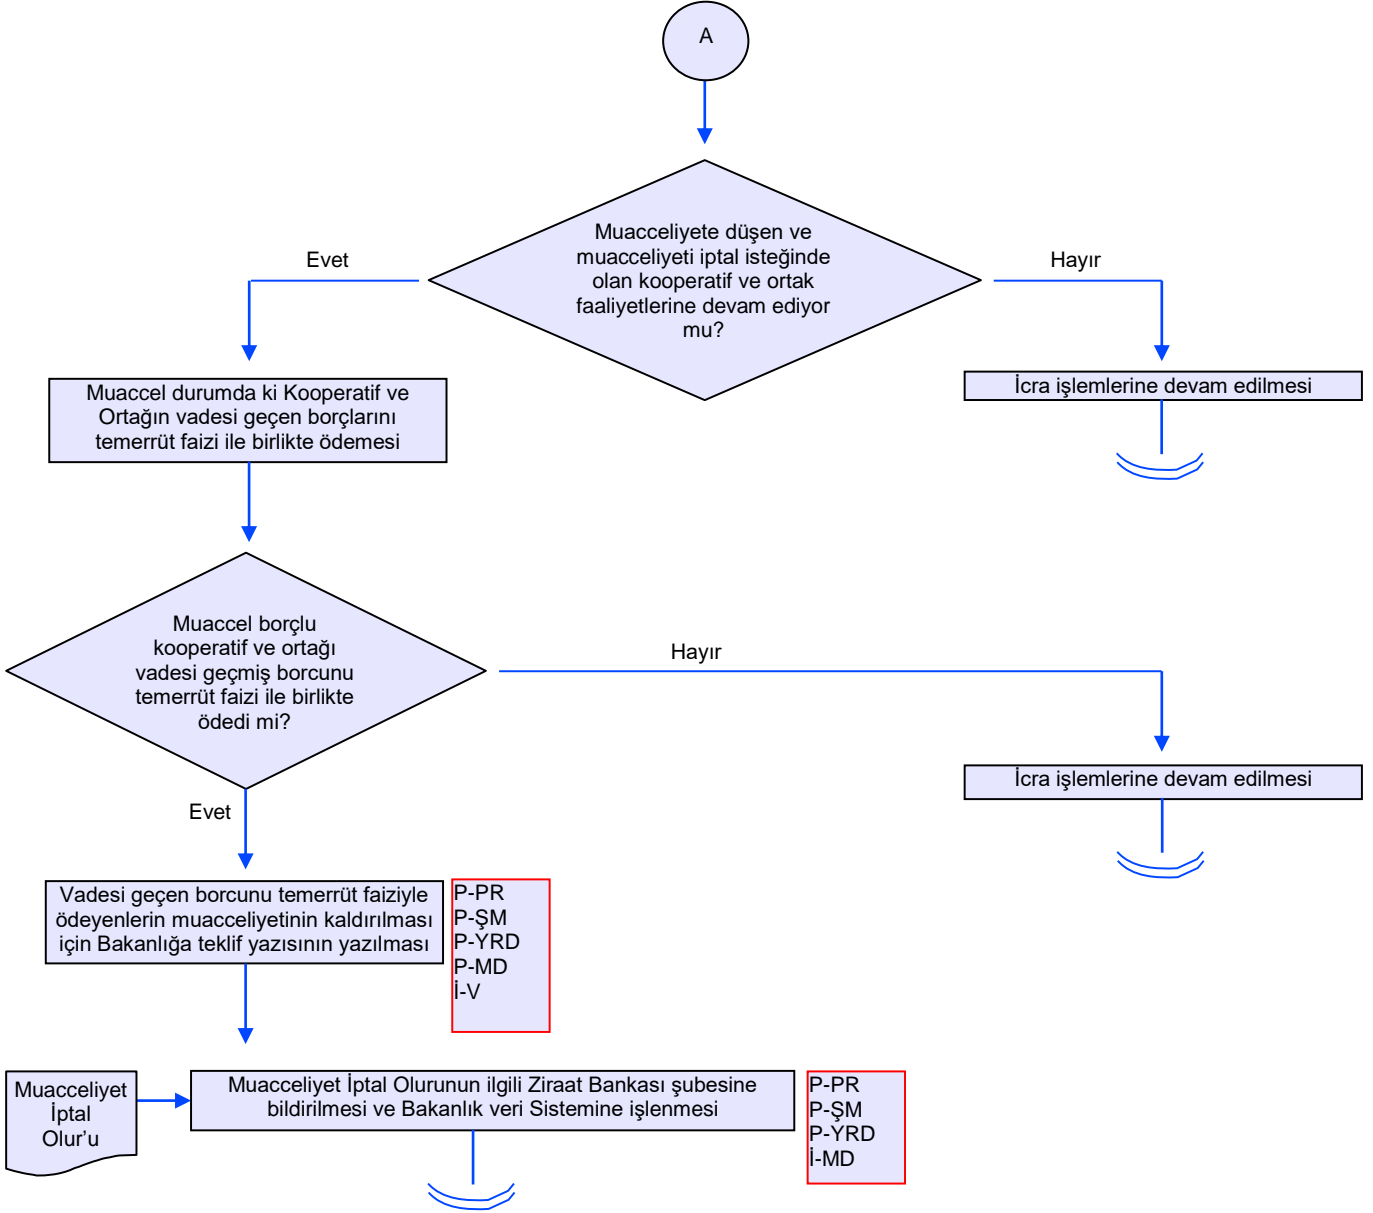 A
Muacceliyete düşen ve
muacceliyeti iptal isteğinde
olan kooperatif ve ortak
faaliyetlerine devam ediyor
mu?
Evet
Hayır
Muaccel durumda ki Kooperatif ve
Ortağın vadesi geçen borçlarını
temerrüt faizi ile birlikte ödemesi
İcra işlemlerine devam edilmesi
Muaccel borçlu
kooperatif ve ortağı
vadesi geçmiş borcunu
temerrüt faizi ile birlikte
ödedi mi?
Hayır
İcra işlemlerine devam edilmesi
Evet
Vadesi geçen borcunu temerrüt faiziyle
ödeyenlerin muacceliyetinin kaldırılması
için Bakanlığa teklif yazısının yazılması
P-PR
P-ŞM
P-YRD
P-MD
İ-V
Muacceliyet
İptal
Olur’u
Muacceliyet İptal Olurunun ilgili Ziraat Bankası şubesine
bildirilmesi ve Bakanlık veri Sistemine işlenmesi
P-PR
P-ŞM
P-YRD
İ-MD